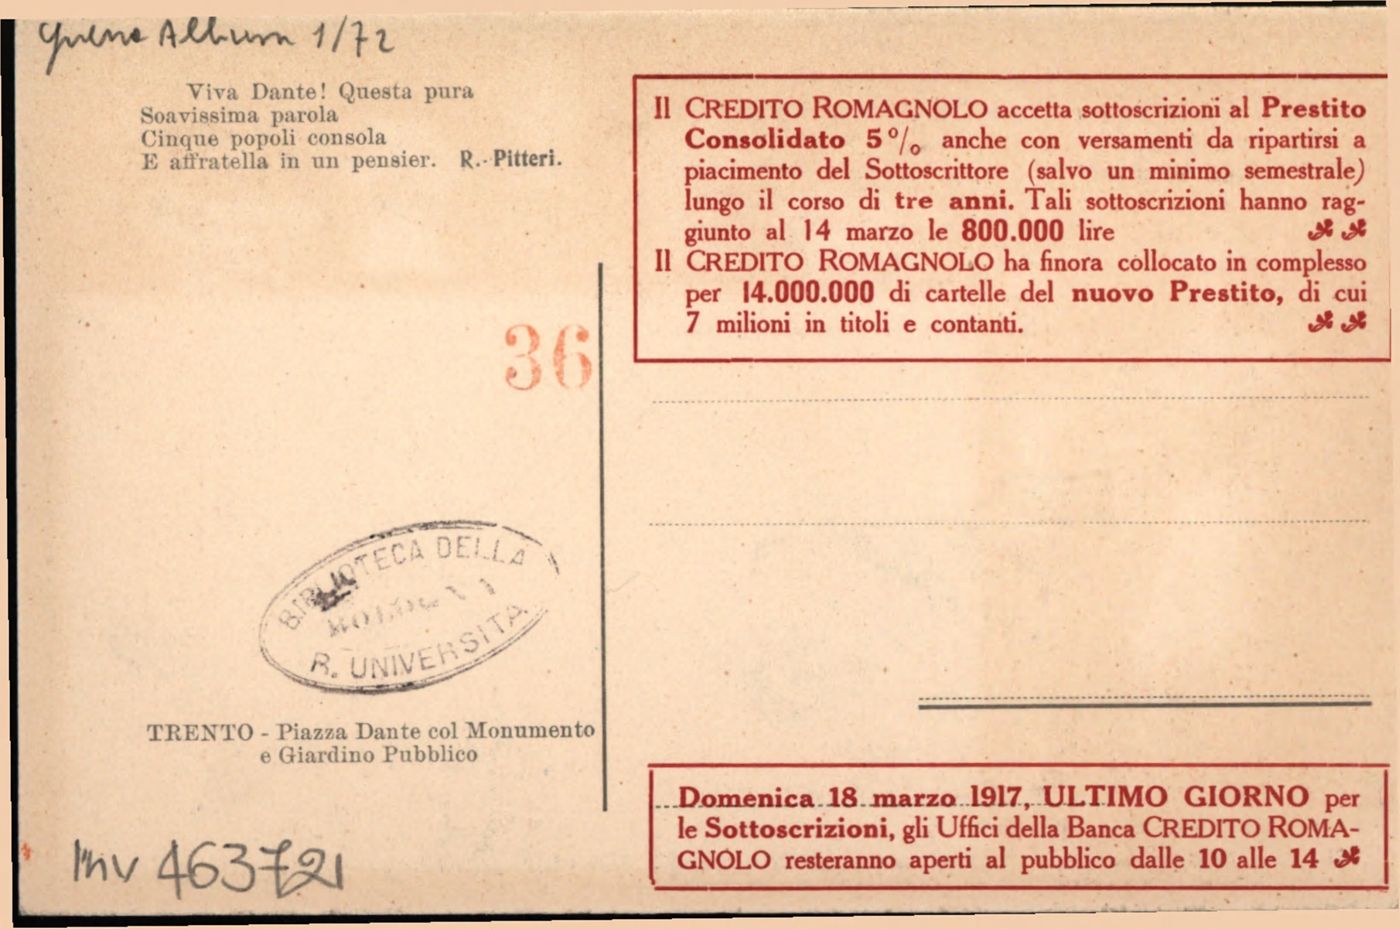 Album 1/72
Viva Dante! Questa pura
Soavissima parola
Cinque popoli consola
E affratella in un pensier. R. Pitteri.
36
BIBLIOTECA DELLA
R. UNIVERSITÀ
TRENTO - Piazza Dante col Monumento
e Giardino Pubblico
Inv 463721
Il CREDITO ROMAGNOLO accetta sottoscrizioni al Prestito
Consolidato 5% anche con versamenti da ripartirsi a
piacimento del Sottoscrittore (salvo un minimo semestrale)
lungo il corso di tre anni. Tali sottoscrizioni hanno rag-
giunto al 14 marzo le 800.000 lire
Il CREDITO ROMAGNOLO ha finora collocato in complesso
per 14.000.000 di cartelle del nuovo Prestito, di cui
7 milioni in titoli e contanti.
Domenica 18 marzo 1917, ULTIMO GIORNO per
le Sottoscrizioni, gli Uffici della Banca CREDITO ROMA-
GNOLO resteranno aperti al pubblico dalle 10 alle 14